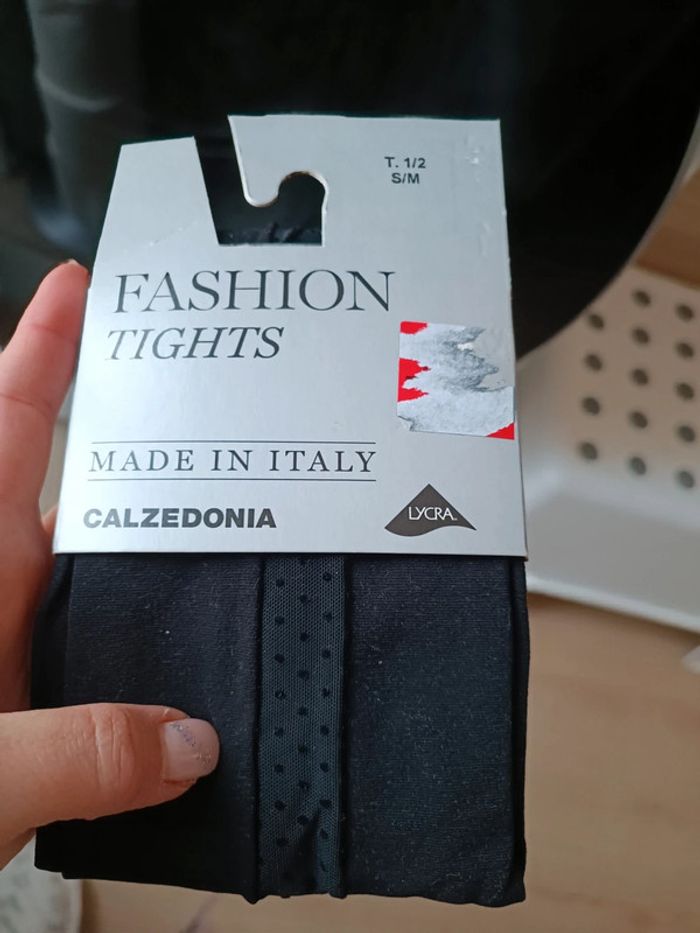 T. 1/2
S/M
FASHION
TIGHTS
MADE IN ITALY
CALZEDONIA
LYCRA